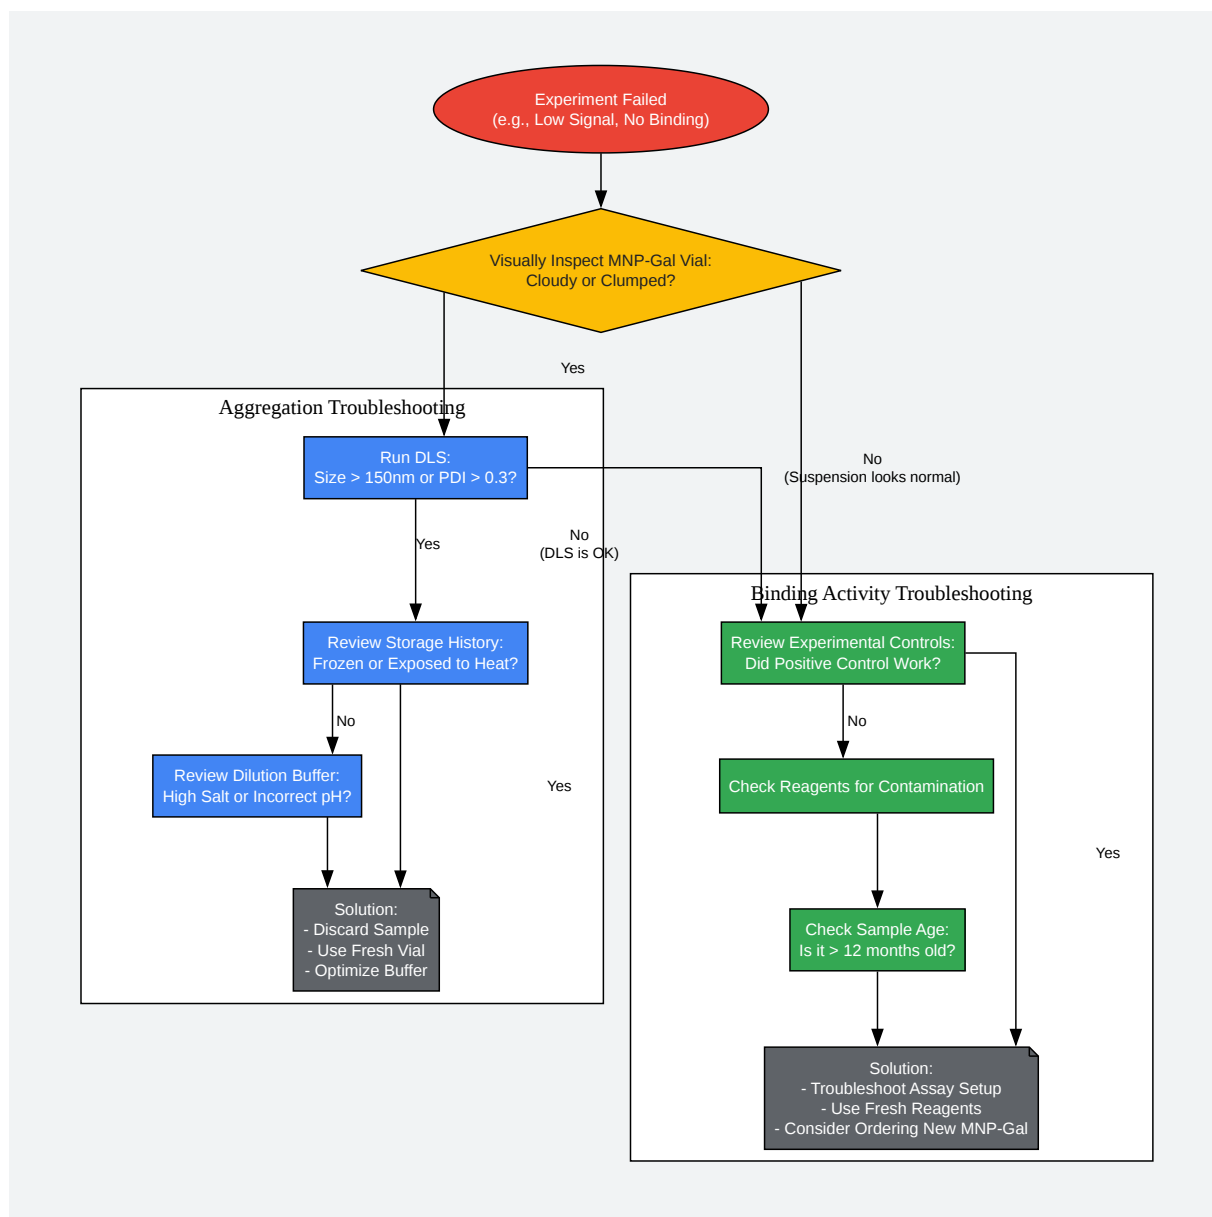 Experiment Failed
(e.g., Low Signal, No Binding)
Visually Inspect MNP-Gal Vial:
Cloudy or Clumped?
Yes
Aggregation Troubleshooting
Run DLS:
Size > 150nm or PDI > 0.3?
No
(Suspension looks normal)
Yes
No
(DLS is OK)
Binding Activity Troubleshooting
Review Storage History:
Frozen or Exposed to Heat?
Review Experimental Controls:
Did Positive Control Work?
No
No
Review Dilution Buffer:
High Salt or Incorrect pH?
Yes
Check Reagents for Contamination
Yes
Solution:
- Discard Sample
- Use Fresh Vial
- Optimize Buffer
Check Sample Age:
Is it > 12 months old?
Solution:
- Troubleshoot Assay Setup
- Use Fresh Reagents
- Consider Ordering New MNP-Gal